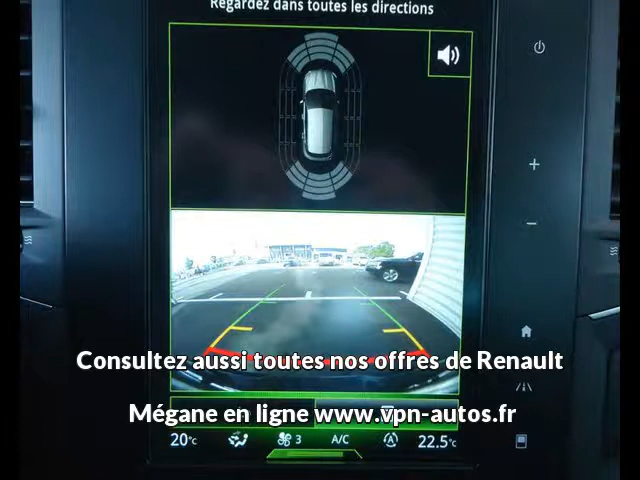 Regardez dans toutes les directions
Consultez aussi toutes nos offres de Renault
Mégane en ligne www.vpn-autos.fr
20°C 3 A/C A 22.5°C